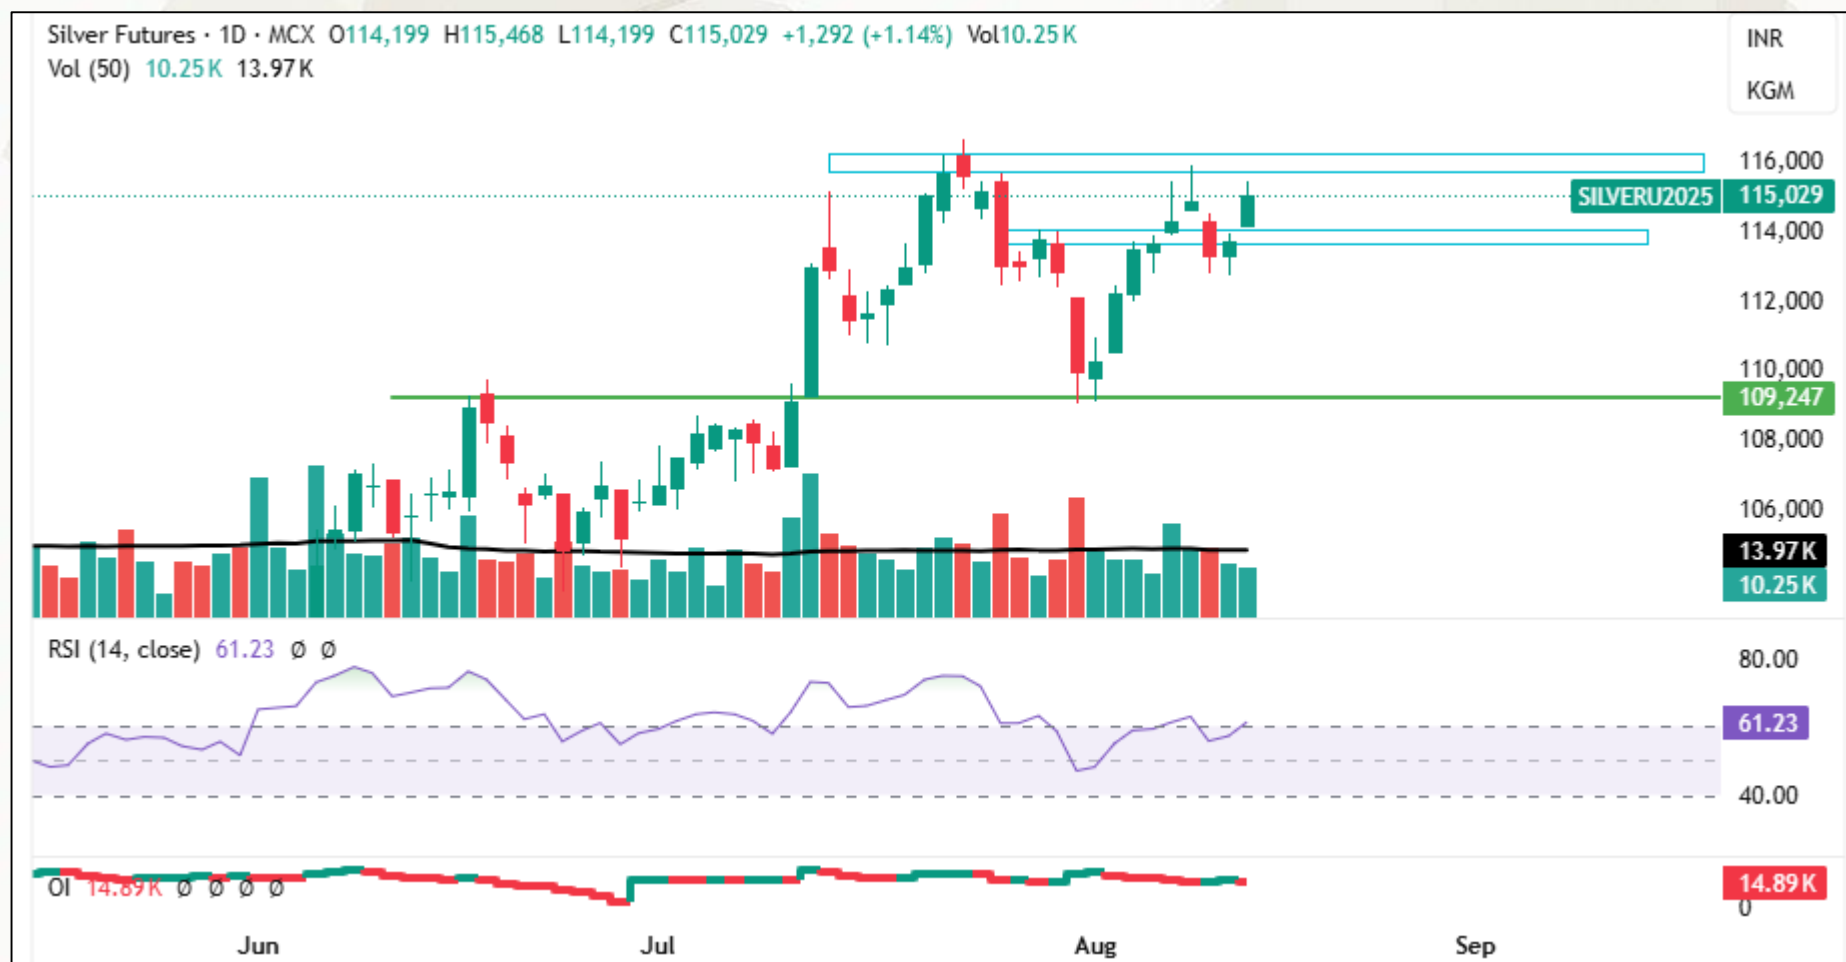 Silver Futures · 1D · MCX O114,199 H115,468 L114,199 C115,029 +1,292 (+1.14%) Vol10.25K
Vol (50) 10.25K 13.97K
INR
KGM
116,000
SILVERU2025 115,029
114,000
112,000
110,000
109,247
108,000
106,000
13.97K
10.25K
RSI (14, close) 61.23 Ø Ø
80.00
61.23
40.00
OI 14.89K Ø Ø Ø Ø
14.89K
0
Jun Jul Aug Sep